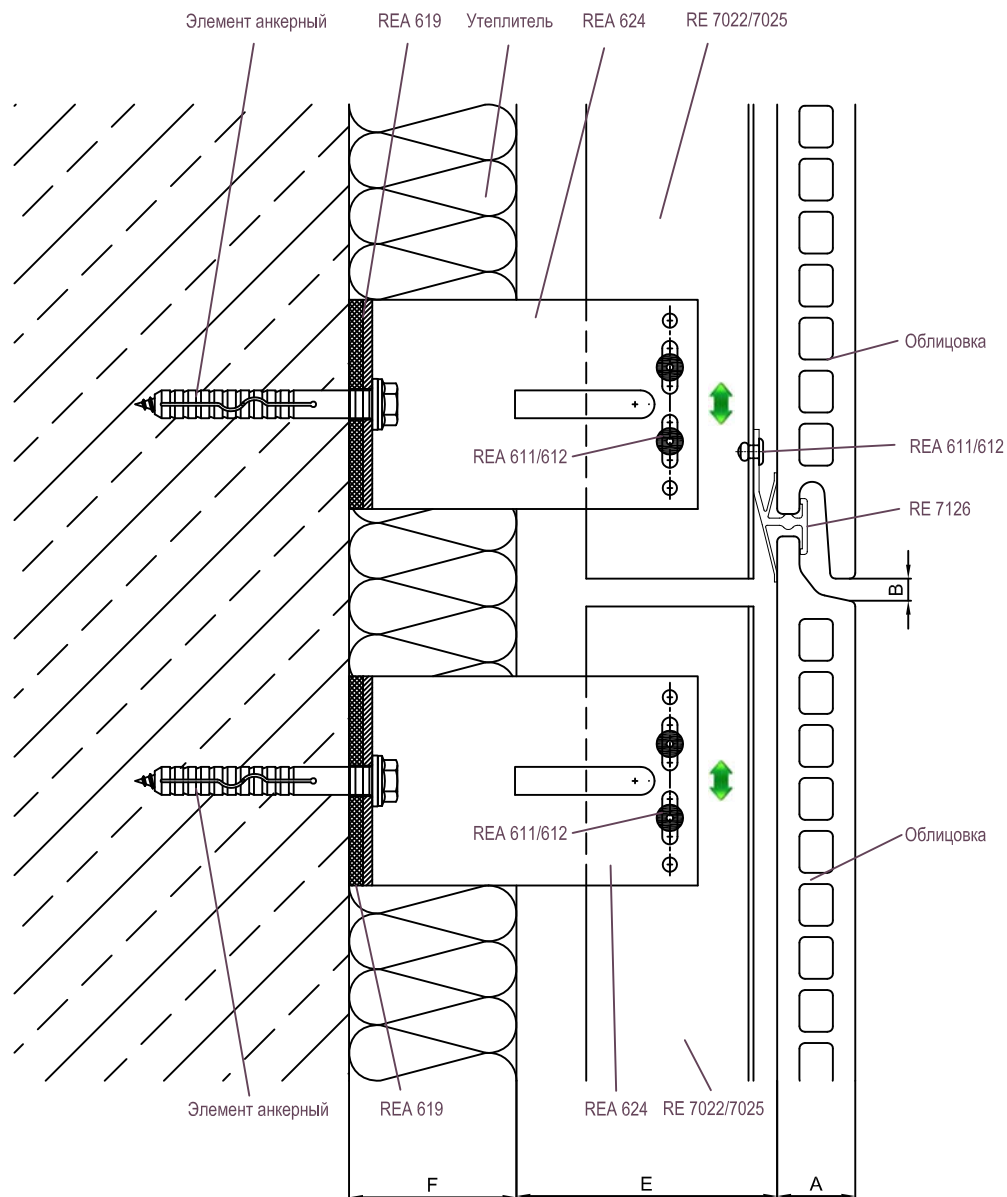 Элемент анкерный
REA 619
Утеплитель
REA 624
RE 7022/7025
Облицовка
REA 611/612
REA 611/612
RE 7126
B
REA 611/612
Облицовка
Элемент анкерный
REA 619
REA 624
RE 7022/7025
F
E
A